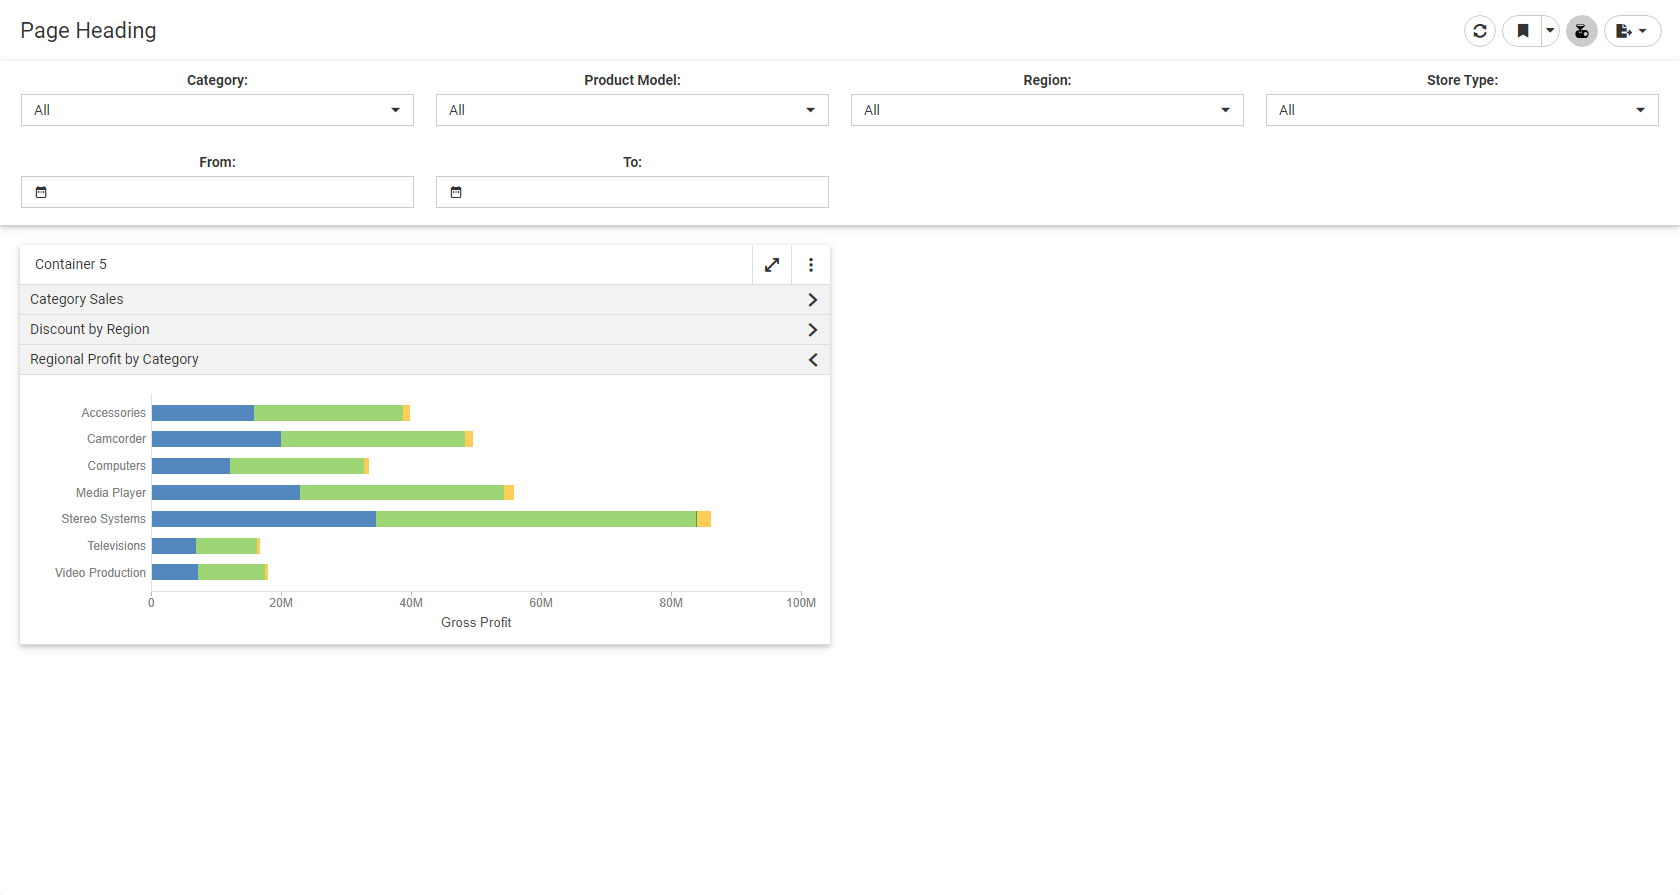 Page Heading
Category: Product Model: Region: Store Type:
All All All All
From: To:
Container 5
Category Sales
Discount by Region
Regional Profit by Category
Accessories
Camcorder
Computers
Media Player
Stereo Systems
Televisions
Video Production
0 20M 40M 60M 80M 100M
Gross Profit